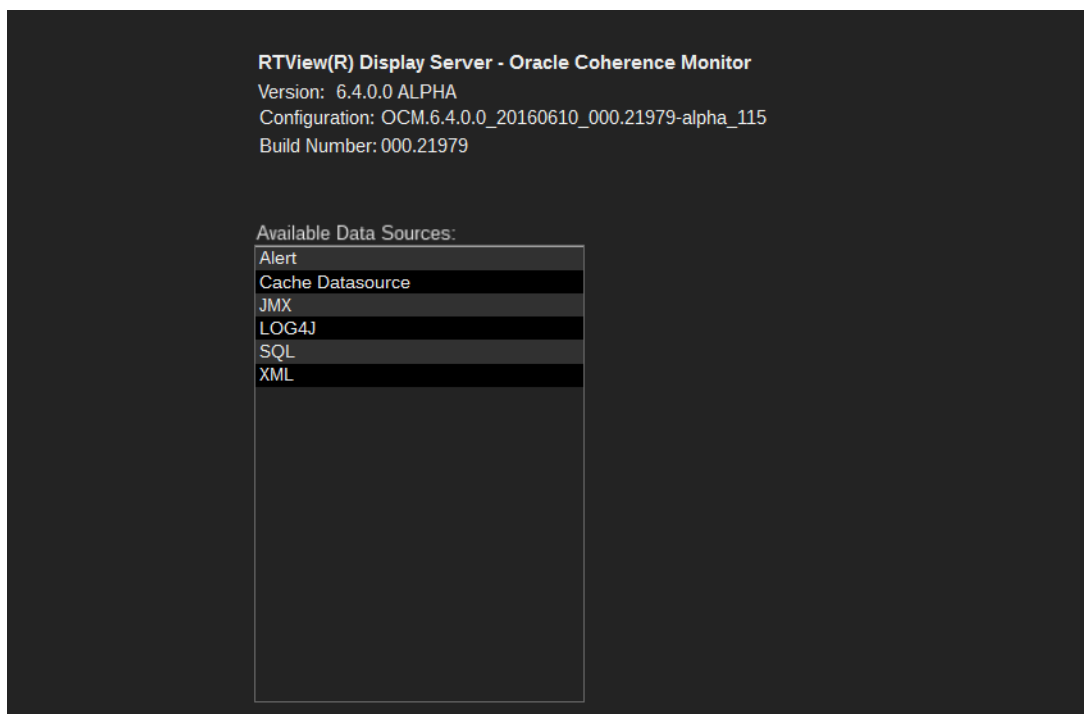 RTView(R) Display Server - Oracle Coherence Monitor
Version: 6.4.0.0 ALPHA
Configuration: OCM.6.4.0.0_20160610_000.21979-alpha_115
Build Number: 000.21979
Available Data Sources:
Alert
Cache Datasource
JMX
LOG4J
SQL
XML